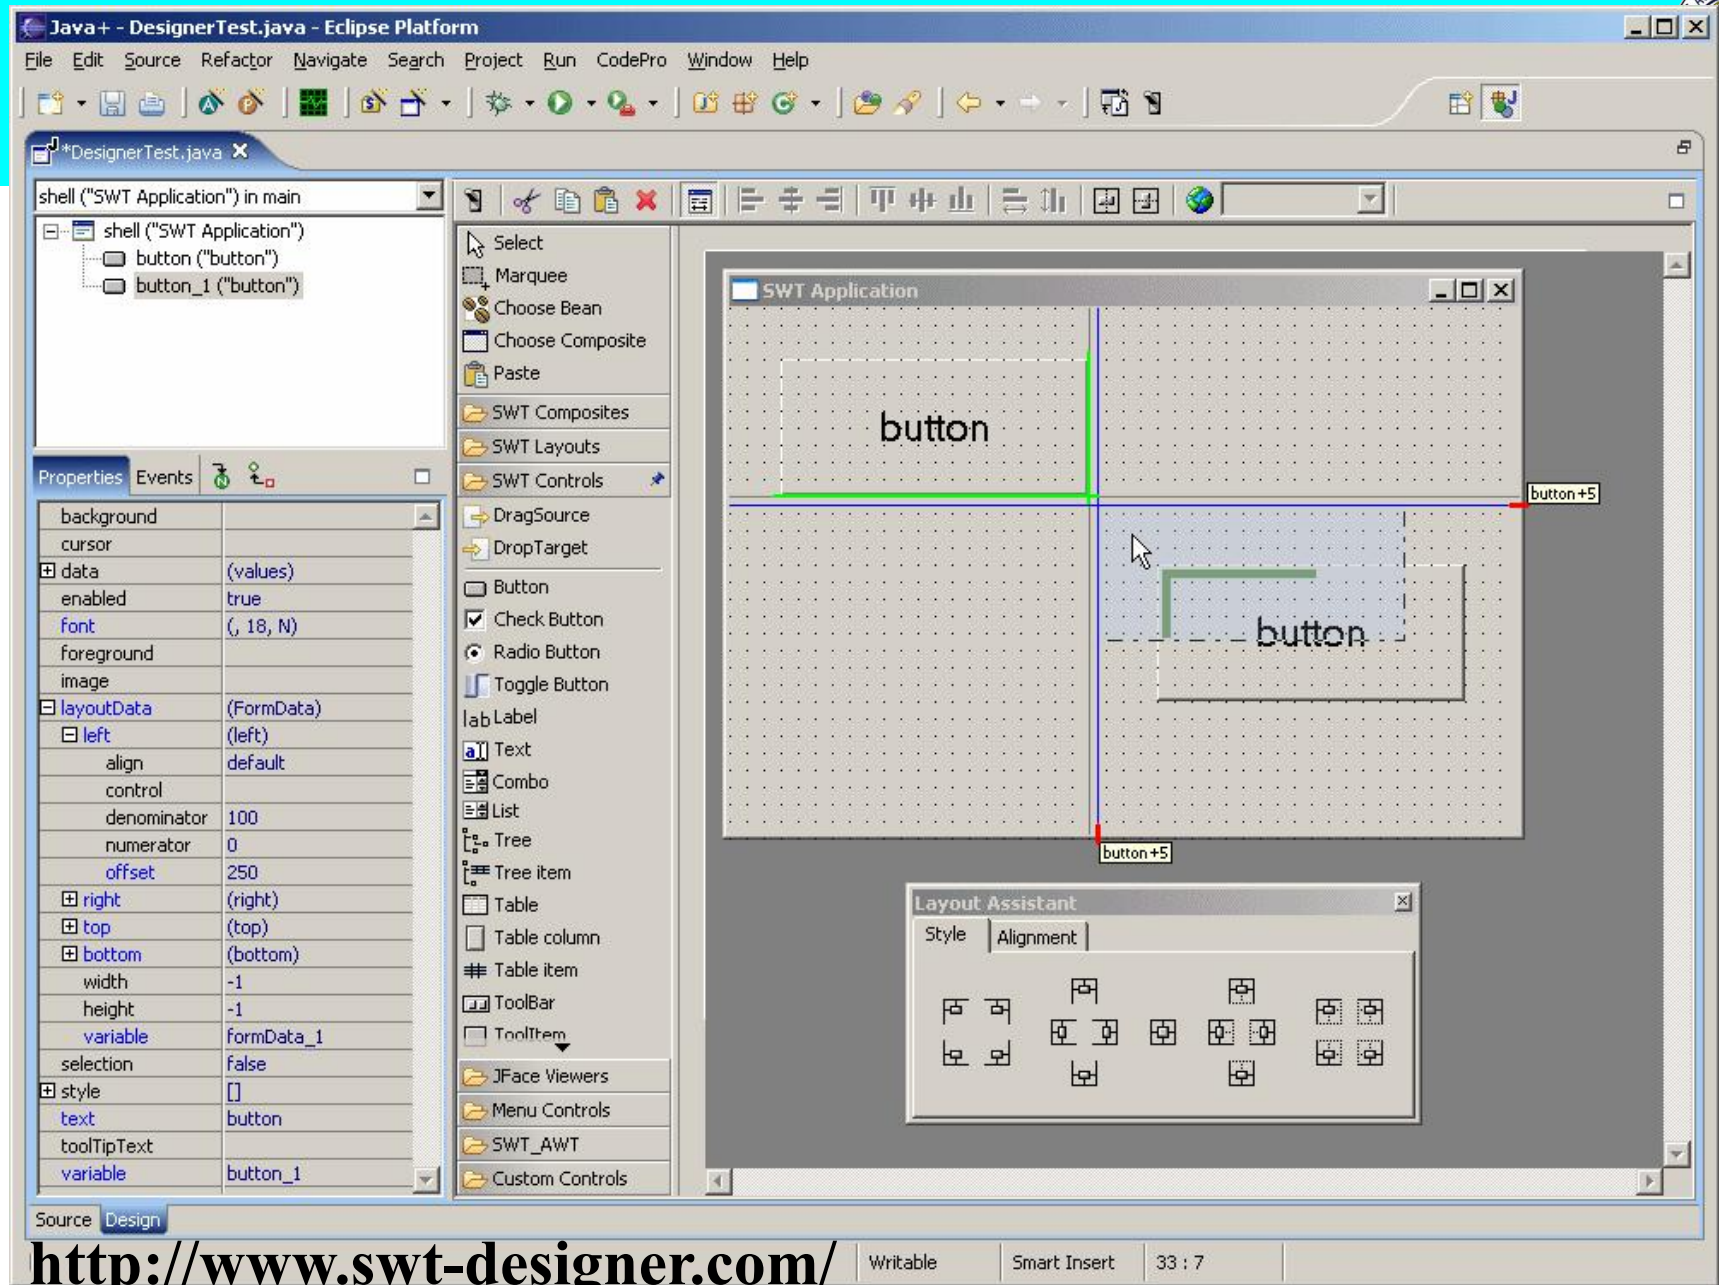 Java+ - DesignerTest.java - Eclipse Platform
File Edit Source Refactor Navigate Search Project Run CodePro Window Help
*DesignerTest.java
shell ("SWT Application") in main
shell ("SWT Application")
button ("button")
button_1 ("button")
Properties Events
background
cursor
data (values)
enabled true
font (, 18, N)
foreground
image
layoutData (FormData)
left (left)
align default
control
denominator 100
numerator 0
offset 250
right (right)
top (top)
bottom (bottom)
width -1
height -1
variable formData_1
selection false
style []
text button
toolTipText
variable button_1
Select
Marquee
Choose Bean
Choose Composite
Paste
SWT Composites
SWT Layouts
SWT Controls
DragSource
DropTarget
Button
Check Button
Radio Button
Toggle Button
Label
Text
Combo
List
Tree
Tree item
Table
Table column
Table item
ToolBar
ToolItem
JFace Viewers
Menu Controls
SWT_AWT
Custom Controls
SWT Application
button
button +5
button
button +5
Layout Assistant
Style Alignment
Source Design
http://www.swt-designer.com/
Writable Smart Insert 33 : 7